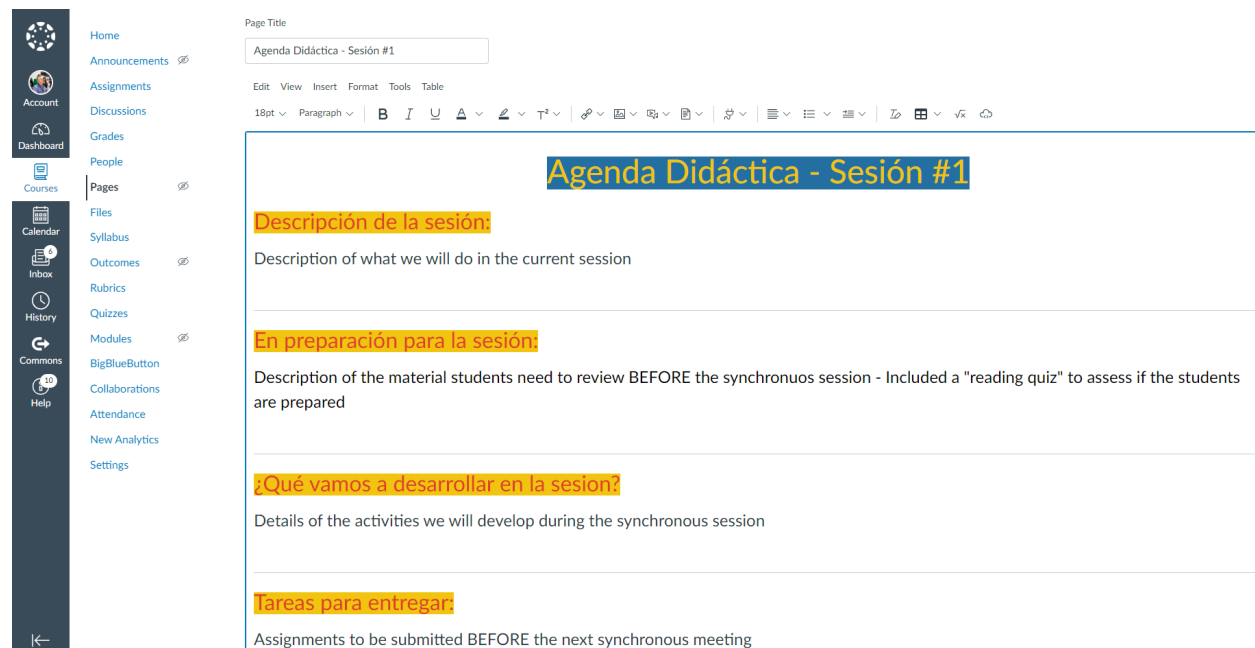 Account
Dashboard
Courses
Calendar
6
Inbox
History
Commons
10
Help
Home
Announcements
Assignments
Discussions
Grades
People
Pages
Files
Syllabus
Outcomes
Rubrics
Quizzes
Modules
BigBlueButton
Collaborations
Attendance
New Analytics
Settings
Page Title
Agenda Didáctica - Sesión #1
Edit View Insert Format Tools Table
18pt Paragraph B I U A T² √x
Agenda Didáctica - Sesión #1
Descripción de la sesión:
Description of what we will do in the current session
En preparación para la sesión:
Description of the material students need to review BEFORE the synchronuos session - Included a "reading quiz" to assess if the students
are prepared
¿Qué vamos a desarrollar en la sesion?
Details of the activities we will develop during the synchronous session
Tareas para entregar:
Assignments to be submitted BEFORE the next synchronous meeting